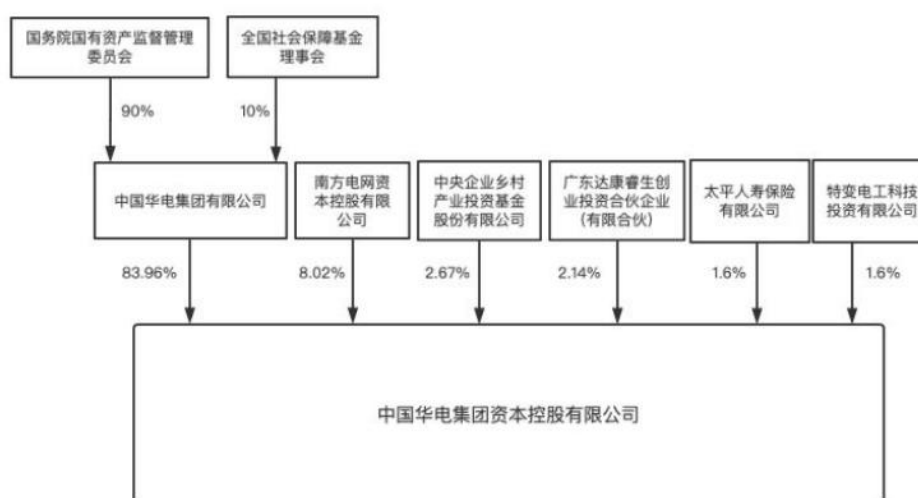 国务院国有资产监督管理
委员会
全国社会保障基金
理事会
90%
10%
中国华电集团有限公司
南方电网资
本控股有限
公司
中央企业乡村
产业投资基金
股份有限公司
广东达康睿生创
业投资合伙企业
(有限合伙)
太平人寿保险
有限公司
特变电工科技
投资有限公司
83.96%
8.02%
2.67%
2.14%
1.6%
1.6%
中国华电集团资本控股有限公司